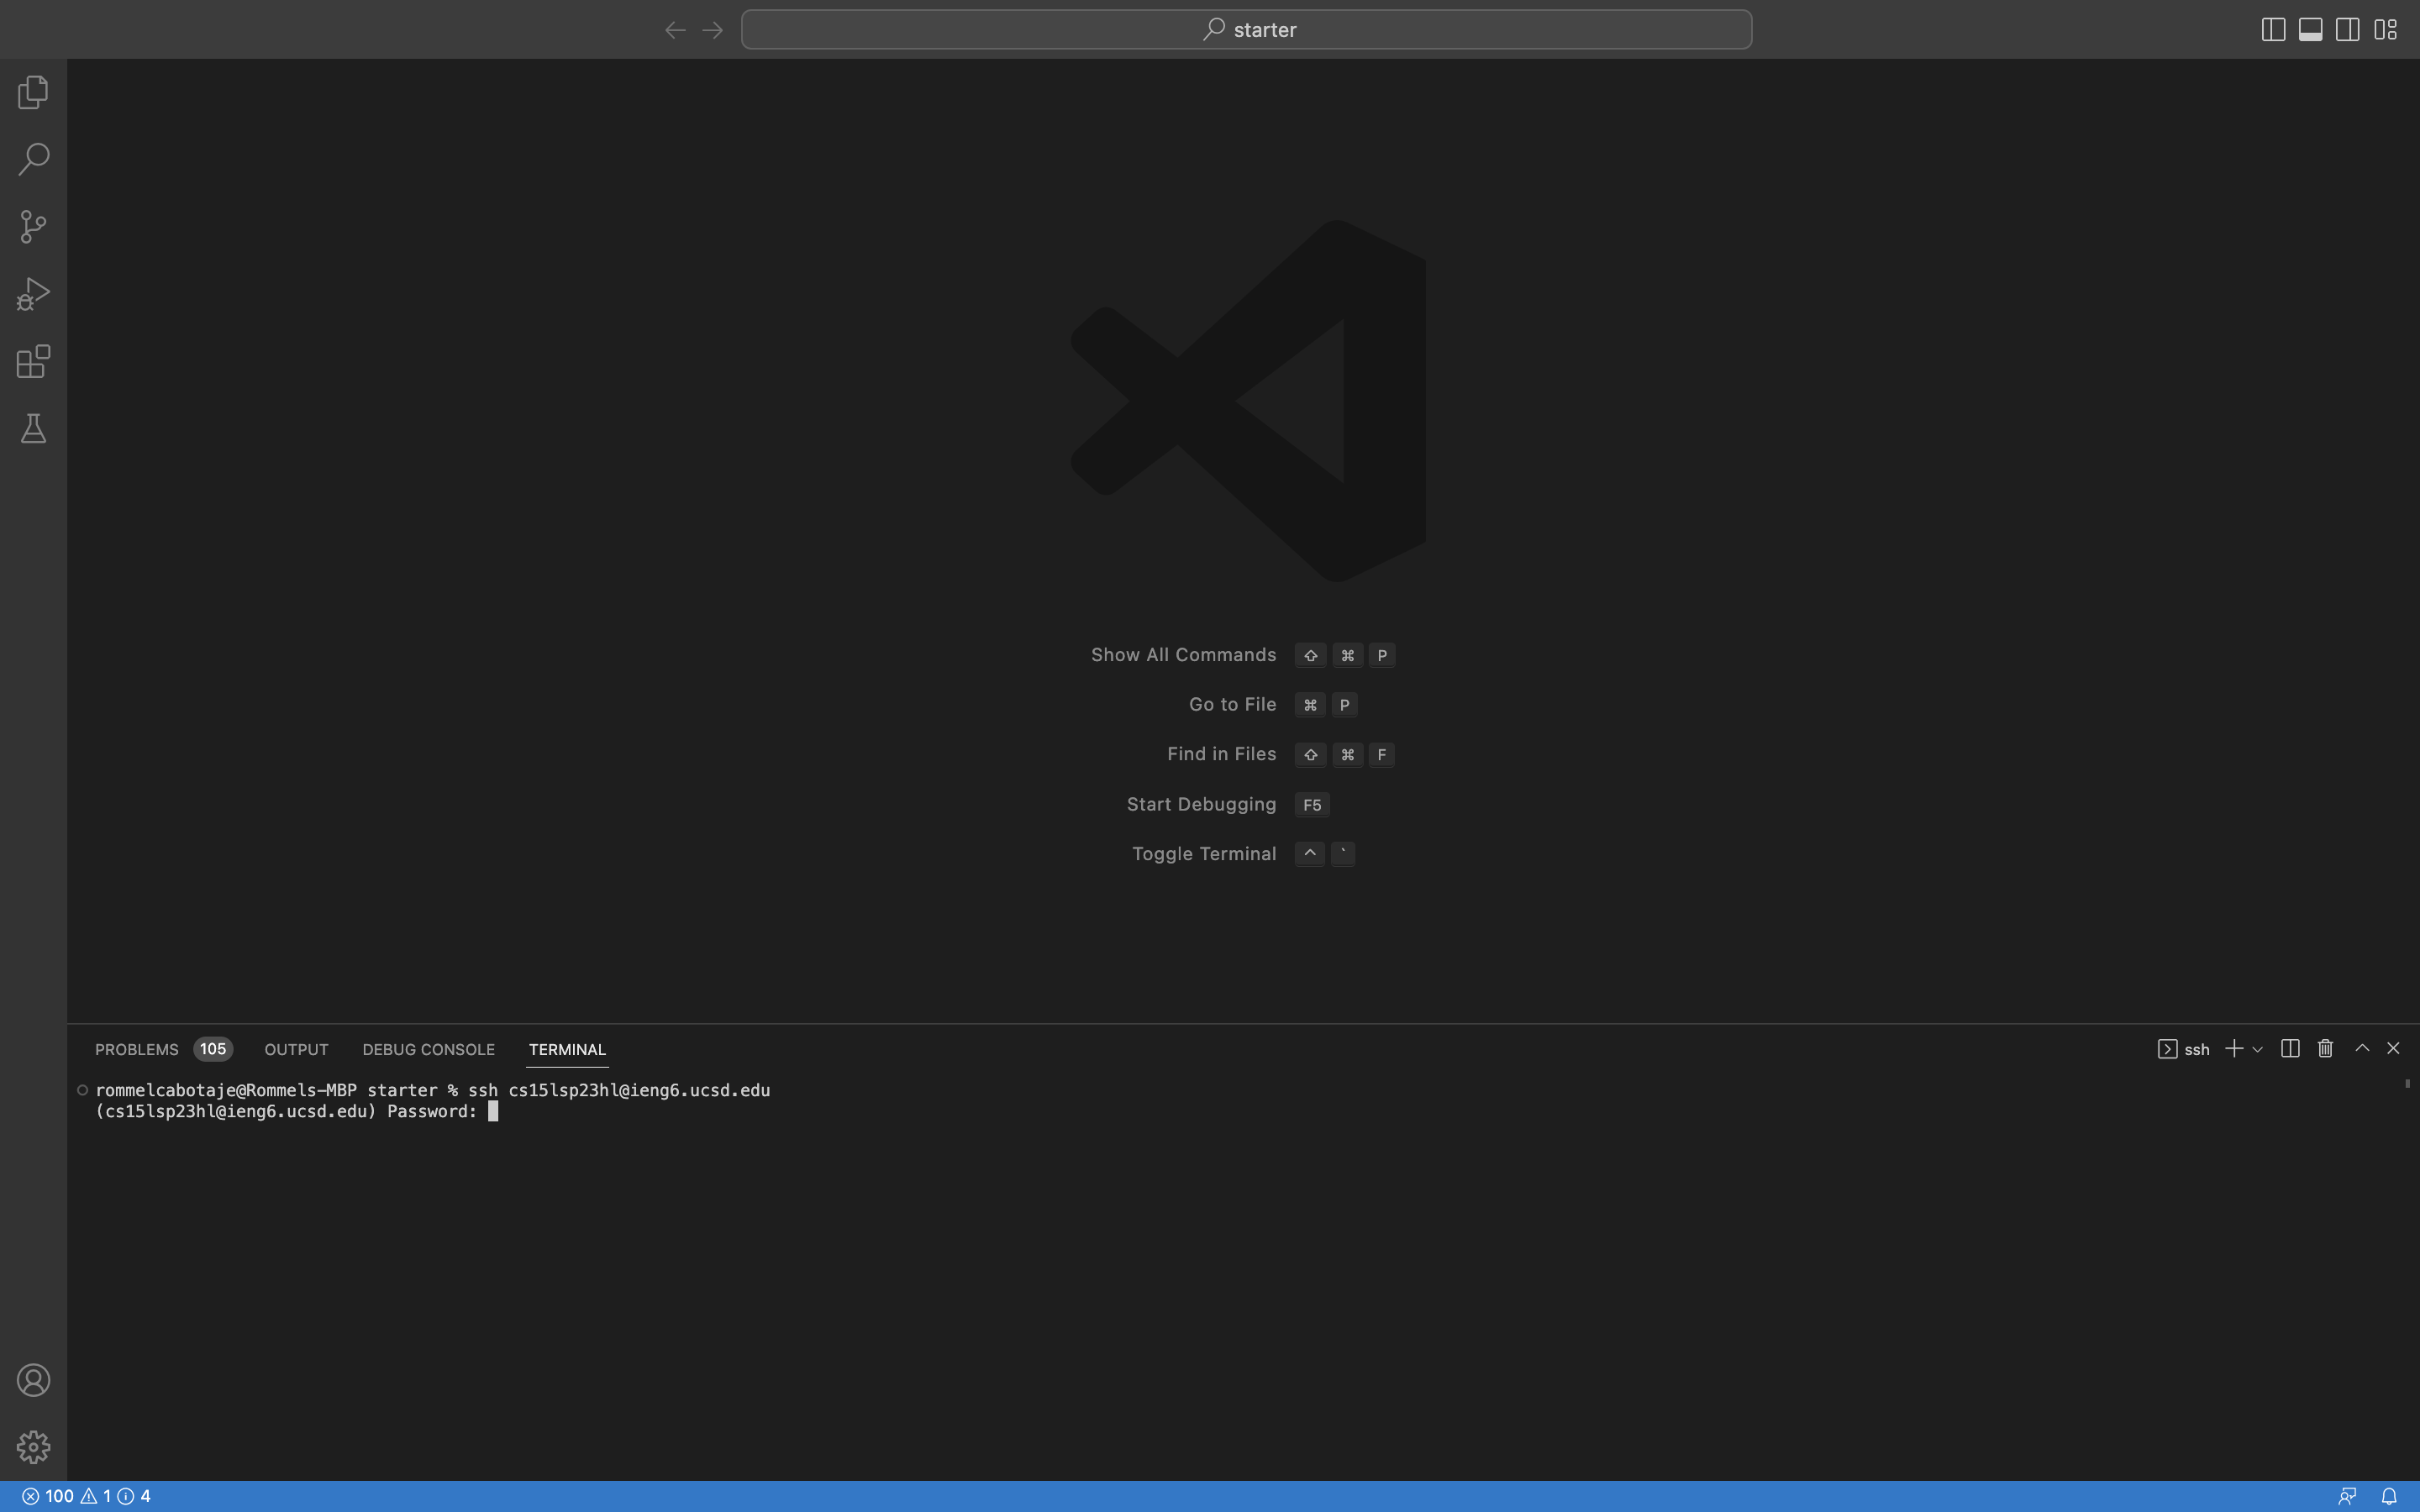 starter
Show All Commands ⇧ ⌘ P
Go to File ⌘ P
Find in Files ⇧ ⌘ F
Start Debugging F5
Toggle Terminal ^ `
PROBLEMS 105 OUTPUT DEBUG CONSOLE TERMINAL ssh
rommelcabotaje@Rommels-MBP starter % ssh cs15lsp23hl@ieng6.ucsd.edu
(cs15lsp23hl@ieng6.ucsd.edu) Password:
100 1 4